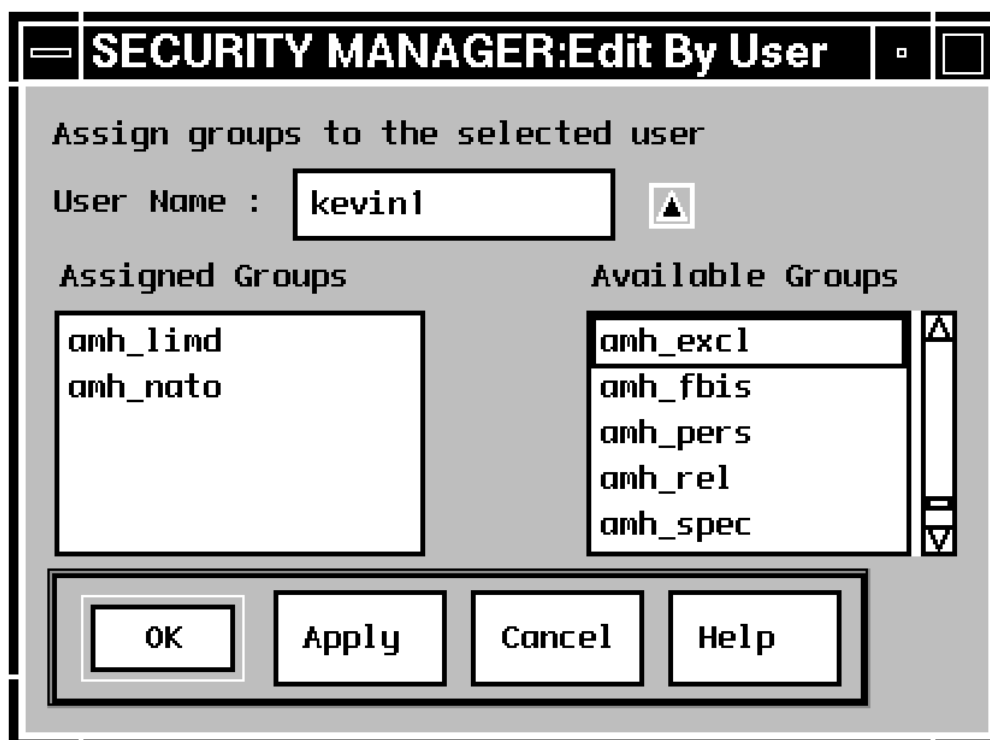 SECURITY MANAGER:Edit By User
Assign groups to the selected user
User Name : kevin1
Assigned Groups
amh_limd
amh_nato
Available Groups
amh_excl
amh_fbis
amh_pers
amh_rel
amh_spec
OK Apply Cancel Help